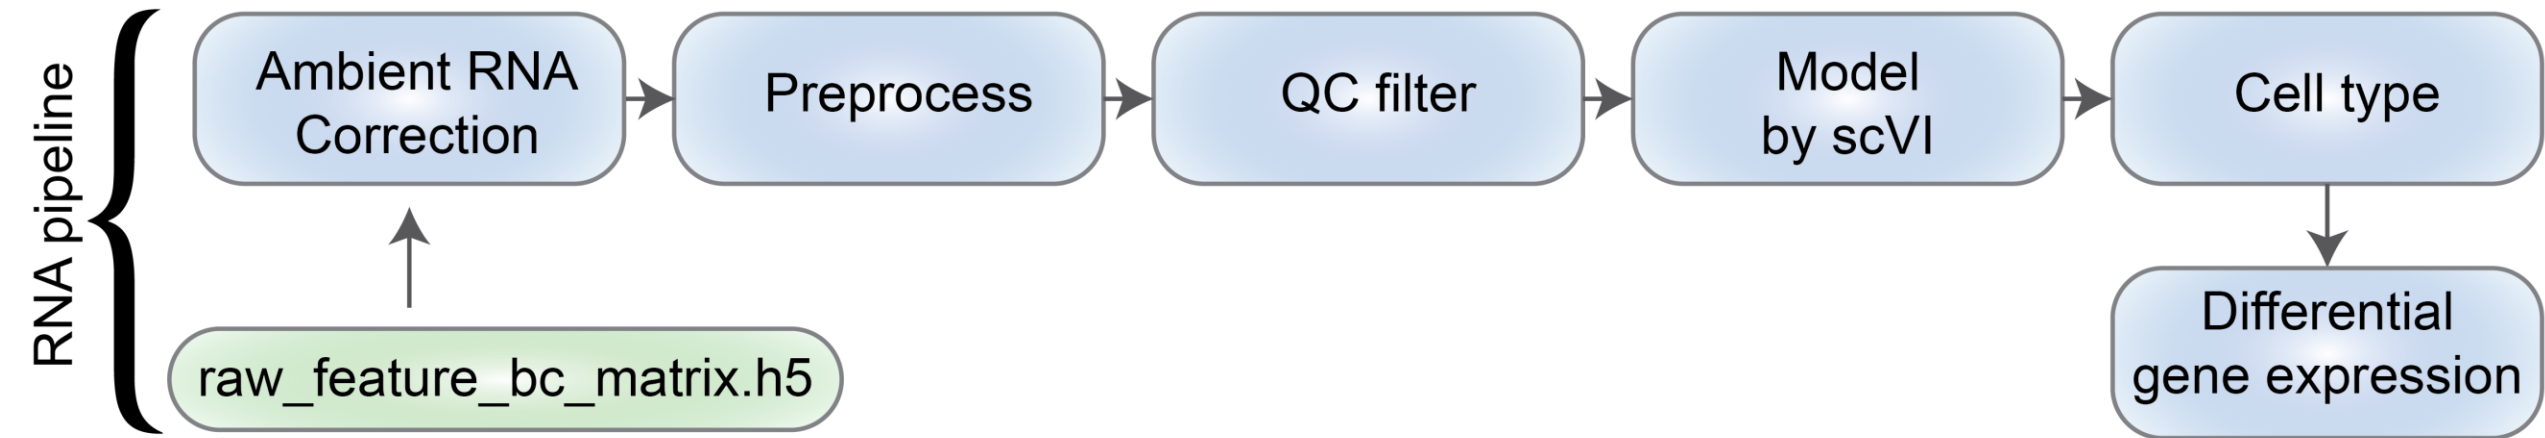 RNA pipeline
Ambient RNA
Correction
Preprocess
QC filter
Model
by scVI
Cell type
raw_feature_bc_matrix.h5
Differential
gene expression